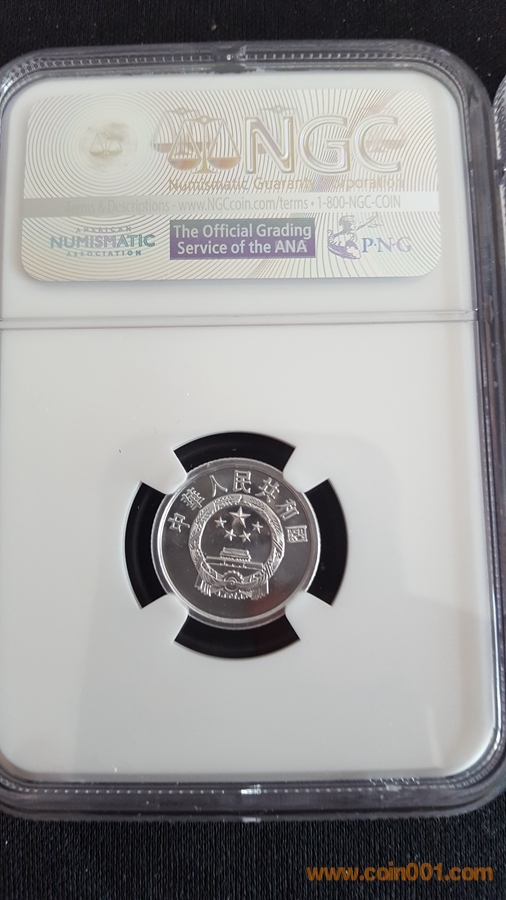 NGC
Numismatic Guaranty Corporation
Terms & Descriptions - www.NGCcoin.com/terms • 1-800-NGC-COIN
AMERICAN
NUMISMATIC
ASSOCIATION
The Official Grading
Service of the ANA
P·N·G
中華人民共和國
www.coin001.com